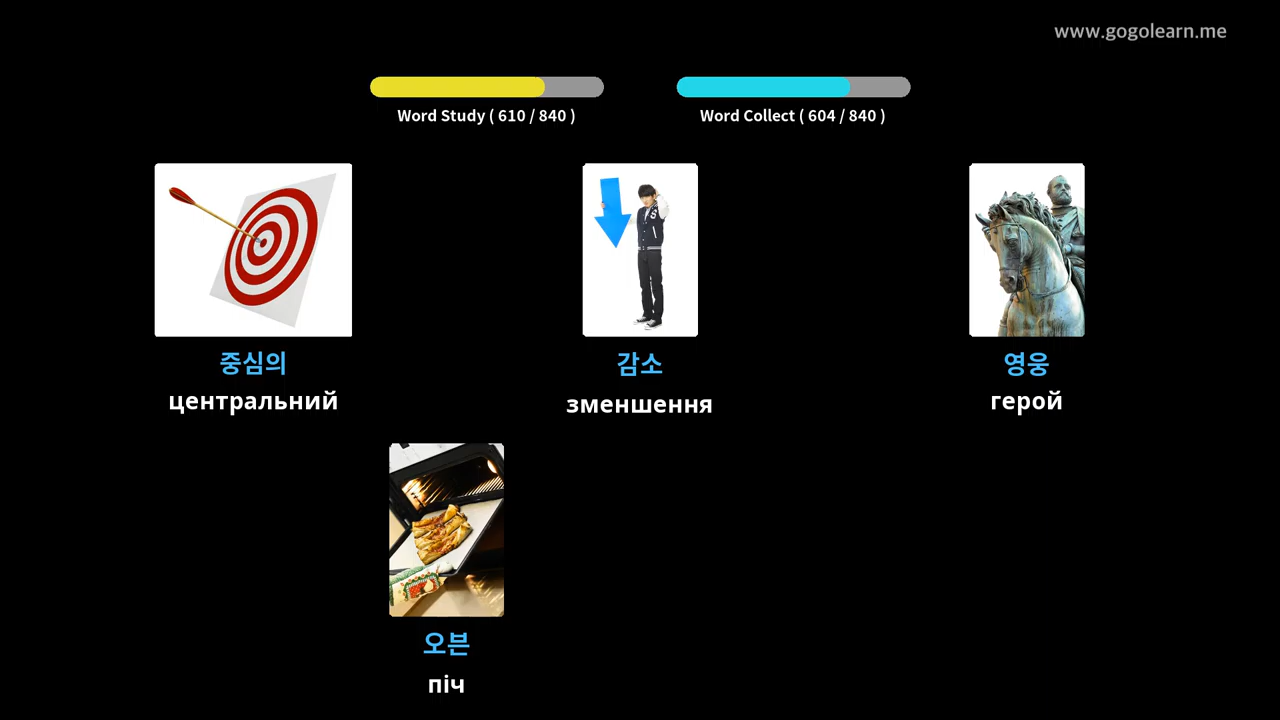 www.gogolearn.me
Word Study ( 610 / 840 )
Word Collect ( 604 / 840 )
중심의
центральний
감소
зменшення
영웅
герой
오븐
піч